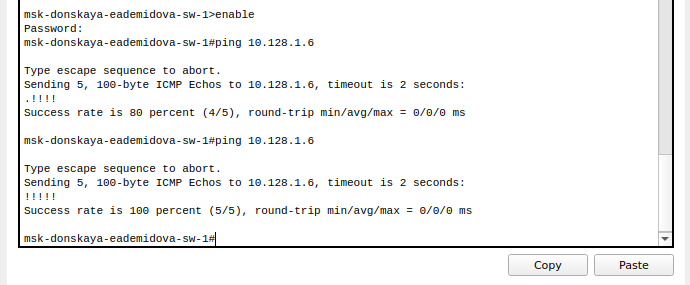 msk-donskaya-eademidova-sw-1>enable
Password:
msk-donskaya-eademidova-sw-1#ping 10.128.1.6
Type escape sequence to abort.
Sending 5, 100-byte ICMP Echos to 10.128.1.6, timeout is 2 seconds:
.!!!!
Success rate is 80 percent (4/5), round-trip min/avg/max = 0/0/0 ms
msk-donskaya-eademidova-sw-1#ping 10.128.1.6
Type escape sequence to abort.
Sending 5, 100-byte ICMP Echos to 10.128.1.6, timeout is 2 seconds:
!!!!!
Success rate is 100 percent (5/5), round-trip min/avg/max = 0/0/0 ms
msk-donskaya-eademidova-sw-1#
Copy Paste